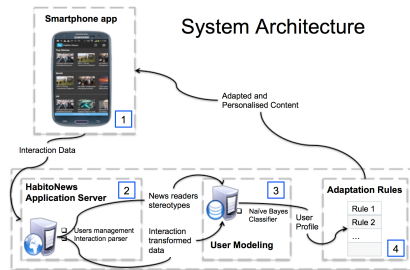 System Architecture
Smartphone app
1
Adapted and
Personalised Content
Interaction Data
HabitoNews
Application Server
2
Users management
Interaction parser
News readers
stereotypes
Interaction
transformed
data
3
Naïve Bayes
Classifier
User Modeling
User
Profile
Adaptation Rules
Rule 1
Rule 2
...
4